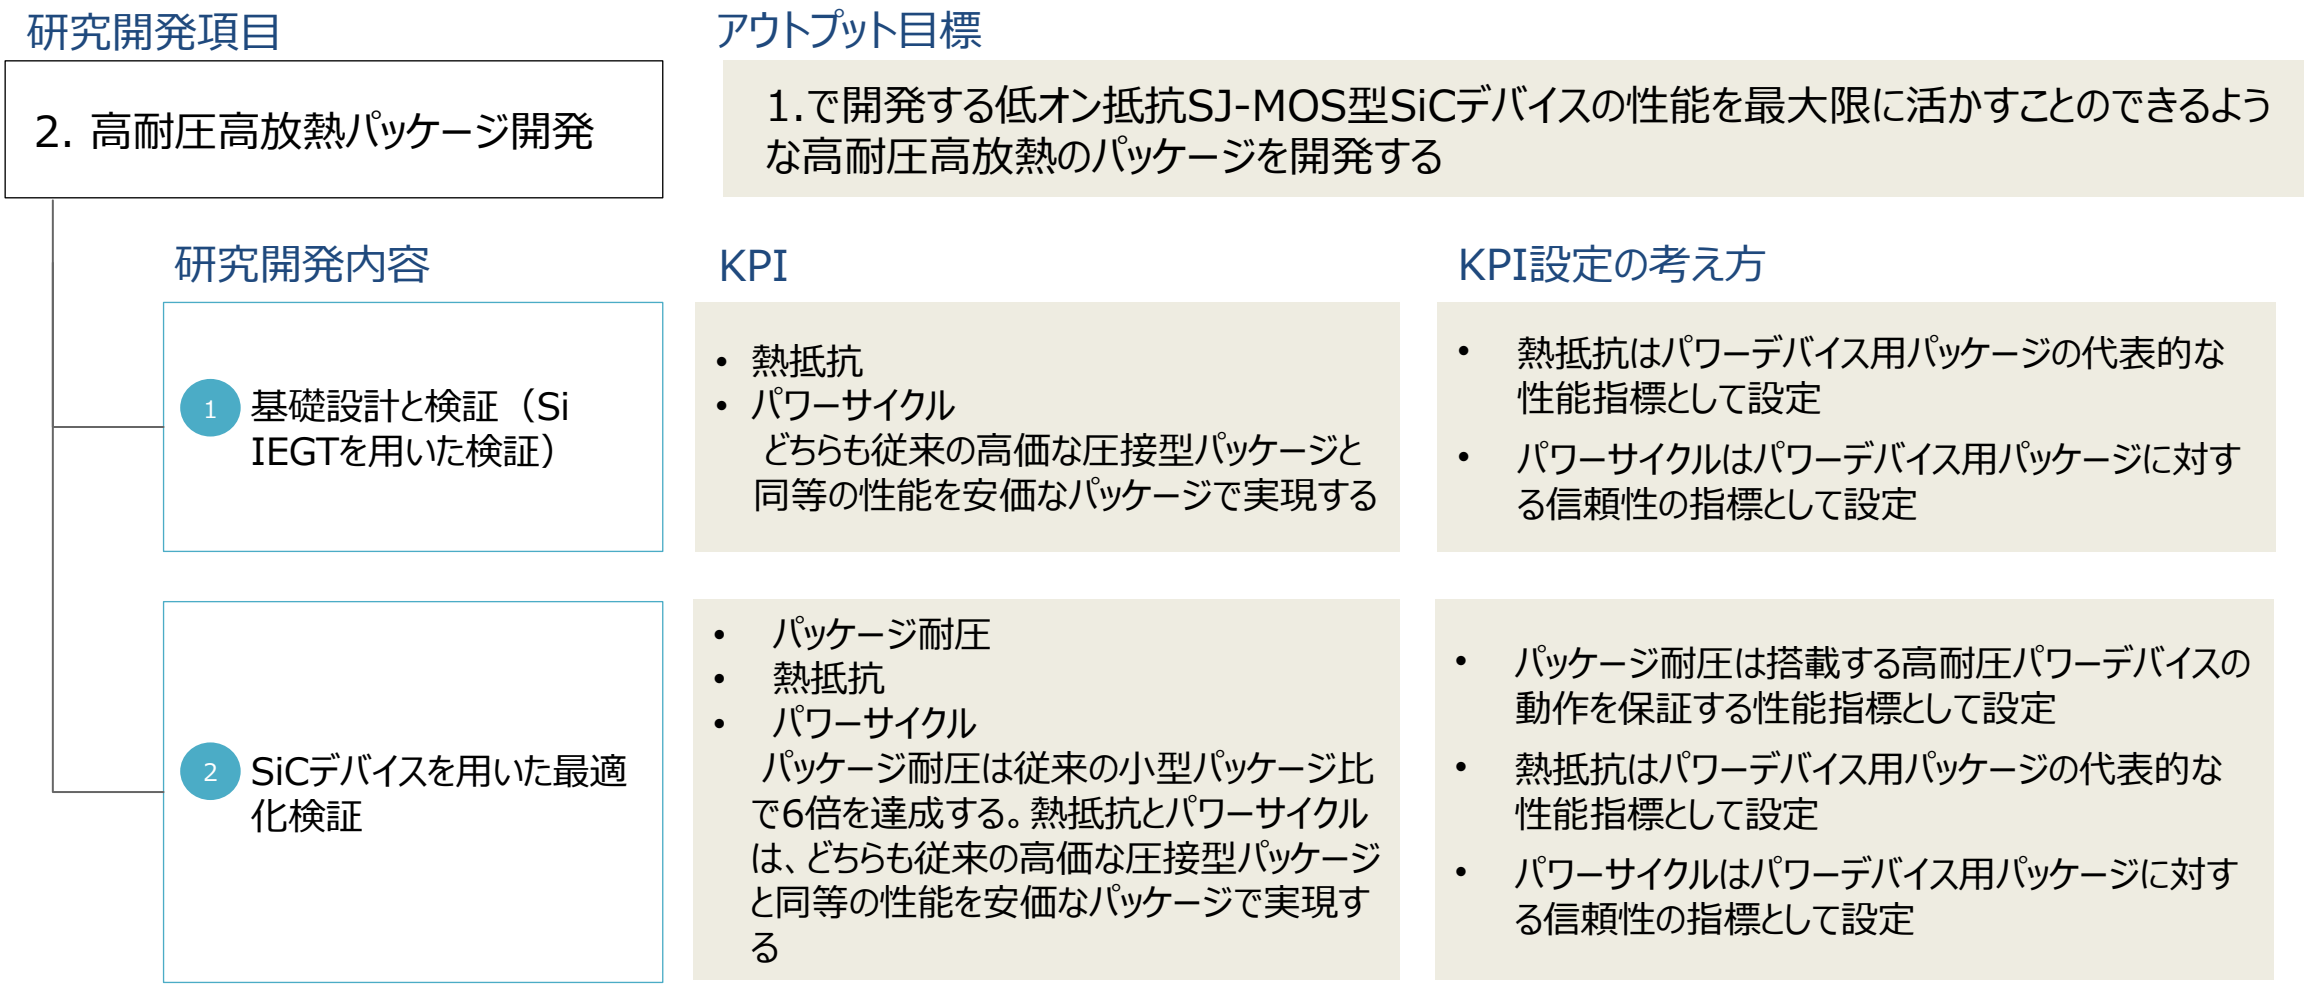 研究開発項目
アウトプット目標
2. 高耐圧高放熱パッケージ開発
1.で開発する低オン抵抗SJ-MOS型SiCデバイスの性能を最大限に活かすことのできるよう
な高耐圧高放熱のパッケージを開発する
研究開発内容
KPI
KPI設定の考え方
1
基礎設計と検証（Si
IEGTを用いた検証）
• 熱抵抗
• パワーサイクル
どちらも従来の高価な圧接型パッケージと
同等の性能を安価なパッケージで実現する
• 熱抵抗はパワーデバイス用パッケージの代表的な
性能指標として設定
• パワーサイクルはパワーデバイス用パッケージに対す
る信頼性の指標として設定
2
SiCデバイスを用いた最適
化検証
• パッケージ耐圧
• 熱抵抗
• パワーサイクル
パッケージ耐圧は従来の小型パッケージ比
で6倍を達成する。熱抵抗とパワーサイクル
は、どちらも従来の高価な圧接型パッケージ
と同等の性能を安価なパッケージで実現す
る
• パッケージ耐圧は搭載する高耐圧パワーデバイスの
動作を保証する性能指標として設定
• 熱抵抗はパワーデバイス用パッケージの代表的な
性能指標として設定
• パワーサイクルはパワーデバイス用パッケージに対す
る信頼性の指標として設定